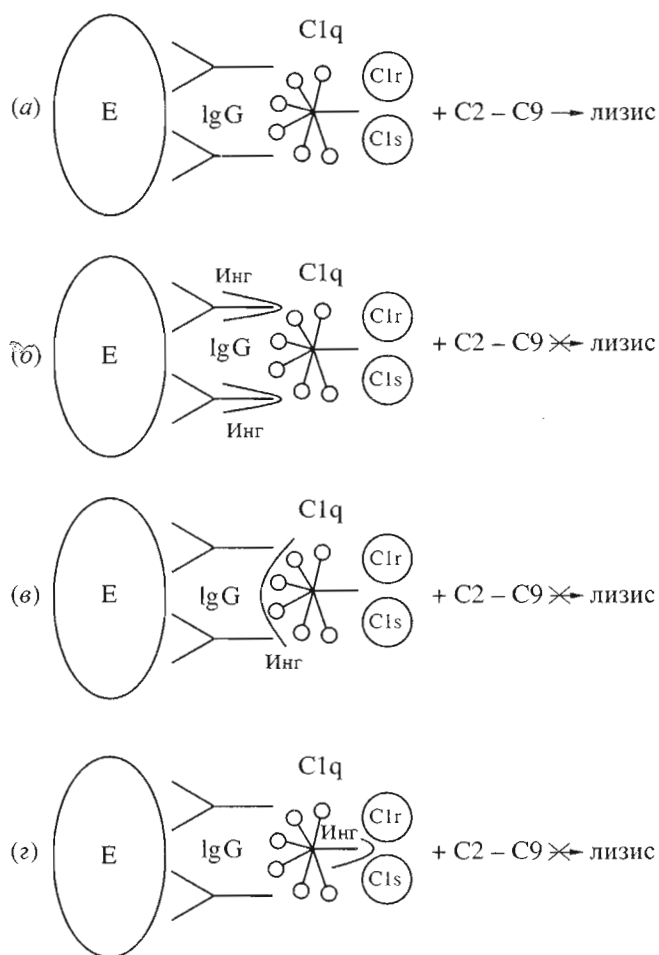 C1q
C1r
(а) E IgG + C2 – C9 → лизис
C1s
Инг C1q
C1r
(б) E IgG + C2 – C9 → лизис
C1s
Инг
C1q
C1r
(в) E IgG + C2 – C9 → лизис
C1s
Инг
C1q
C1r
Инг
(г) E IgG + C2 – C9 → лизис
C1s